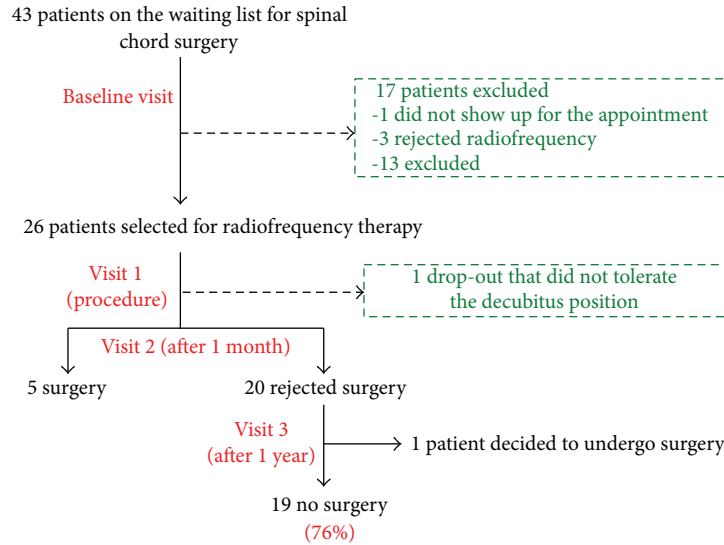 43 patients on the waiting list for spinal
chord surgery
Baseline visit
17 patients excluded
-1 did not show up for the appointment
-3 rejected radiofrequency
-13 excluded
26 patients selected for radiofrequency therapy
Visit 1
(procedure)
1 drop-out that did not tolerate
the decubitus position
Visit 2 (after 1 month)
5 surgery
20 rejected surgery
Visit 3
(after 1 year)
1 patient decided to undergo surgery
19 no surgery
(76%)